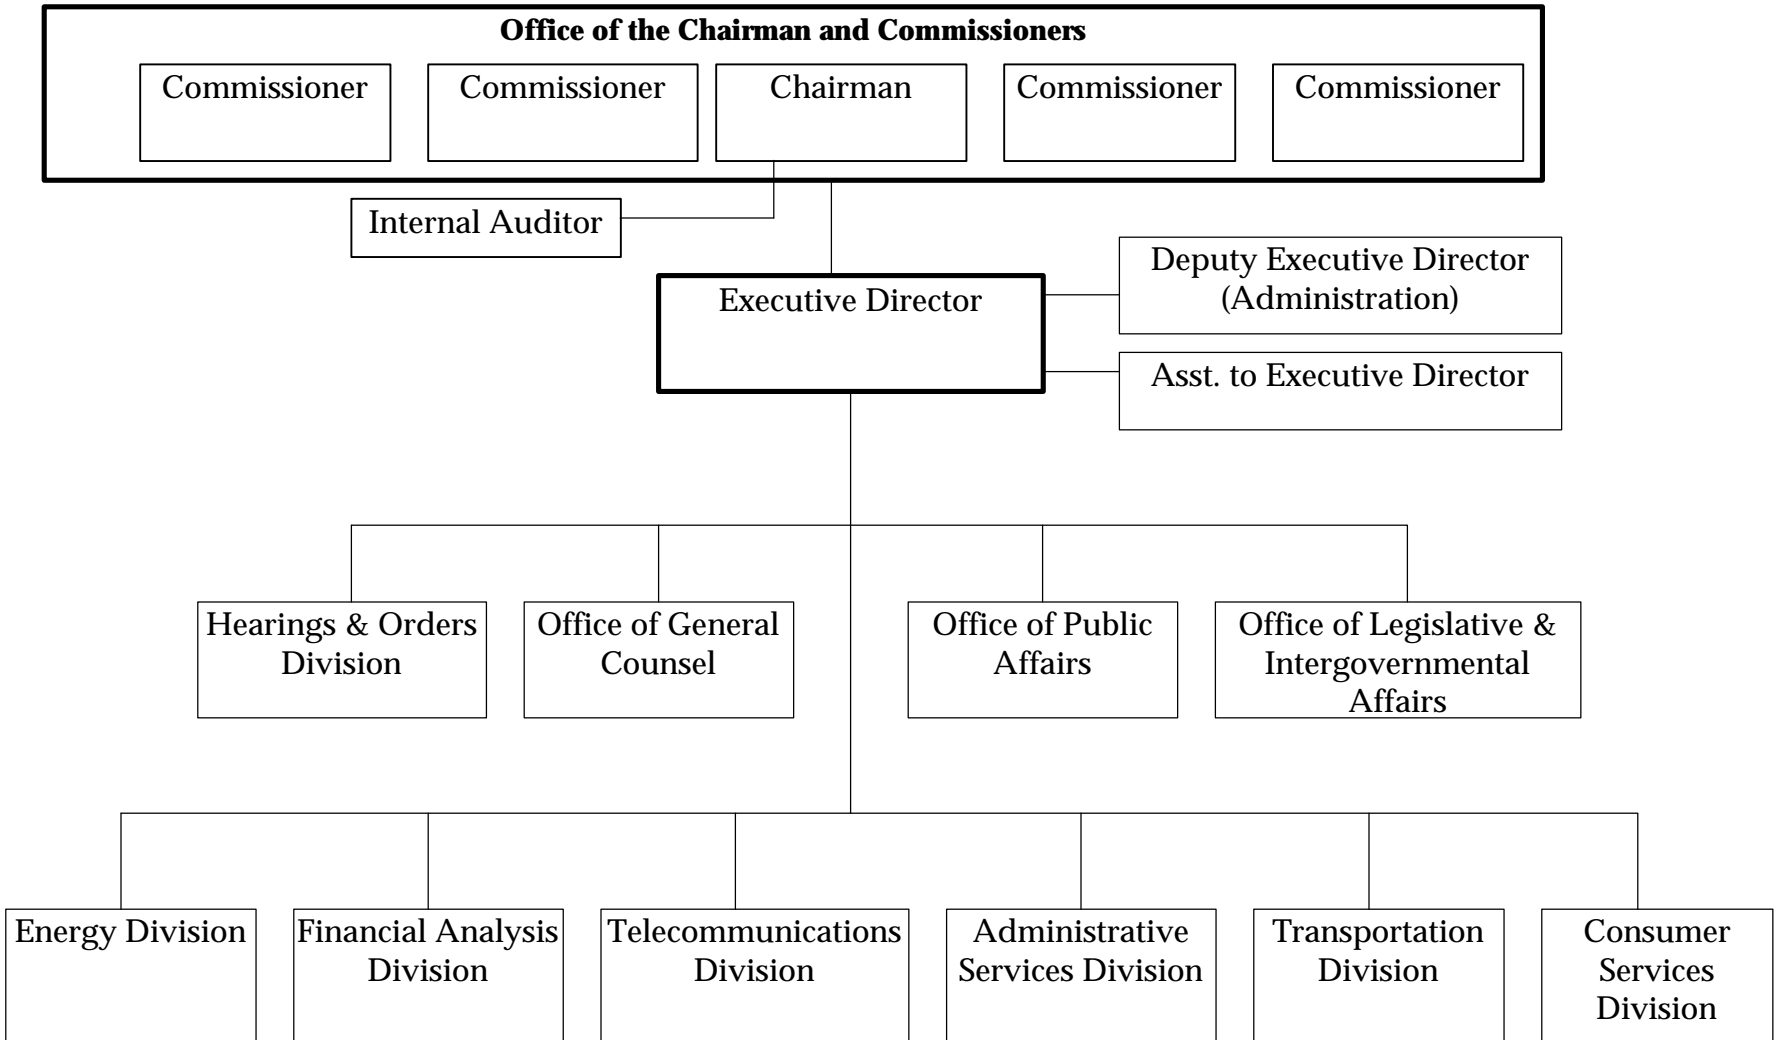 Office of the Chairman and Commissioners
Commissioner
Commissioner
Chairman
Commissioner
Commissioner
Internal Auditor
Executive Director
Deputy Executive Director
(Administration)
Asst. to Executive Director
Hearings & Orders
Division
Office of General
Counsel
Office of Public
Affairs
Office of Legislative &
Intergovernmental
Affairs
Energy Division
Financial Analysis
Division
Telecommunications
Division
Administrative
Services Division
Transportation
Division
Consumer
Services
Division